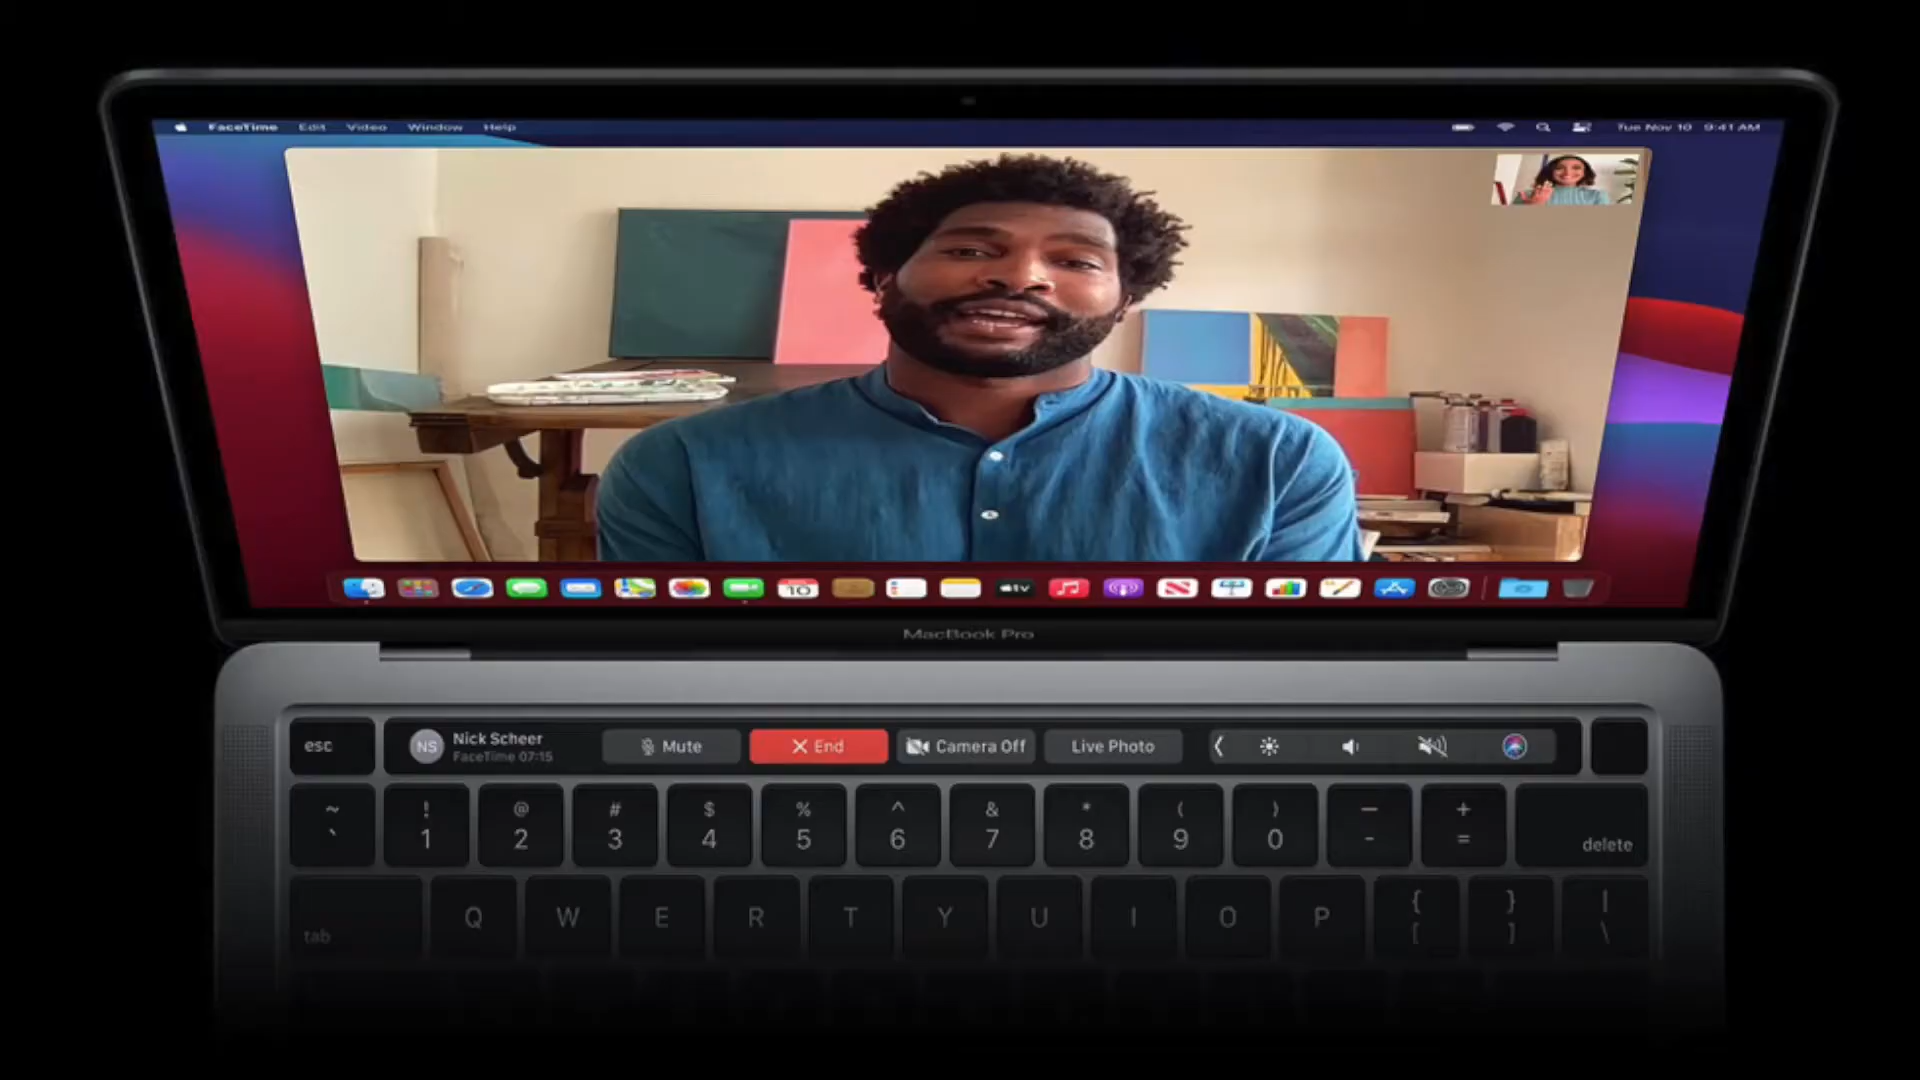 FaceTime Edit Video Window Help
Tue Nov 10 9:41 AM
10
tv
MacBook Pro
esc
NS
Nick Scheer
FaceTime 07:15
Mute
End
Camera Off
Live Photo
~ ! @ # $ % ^ & * ( ) — +
` 1 2 3 4 5 6 7 8 9 0 - =
delete
tab
Q W E R T Y U I O P
{ } |
[ ] \